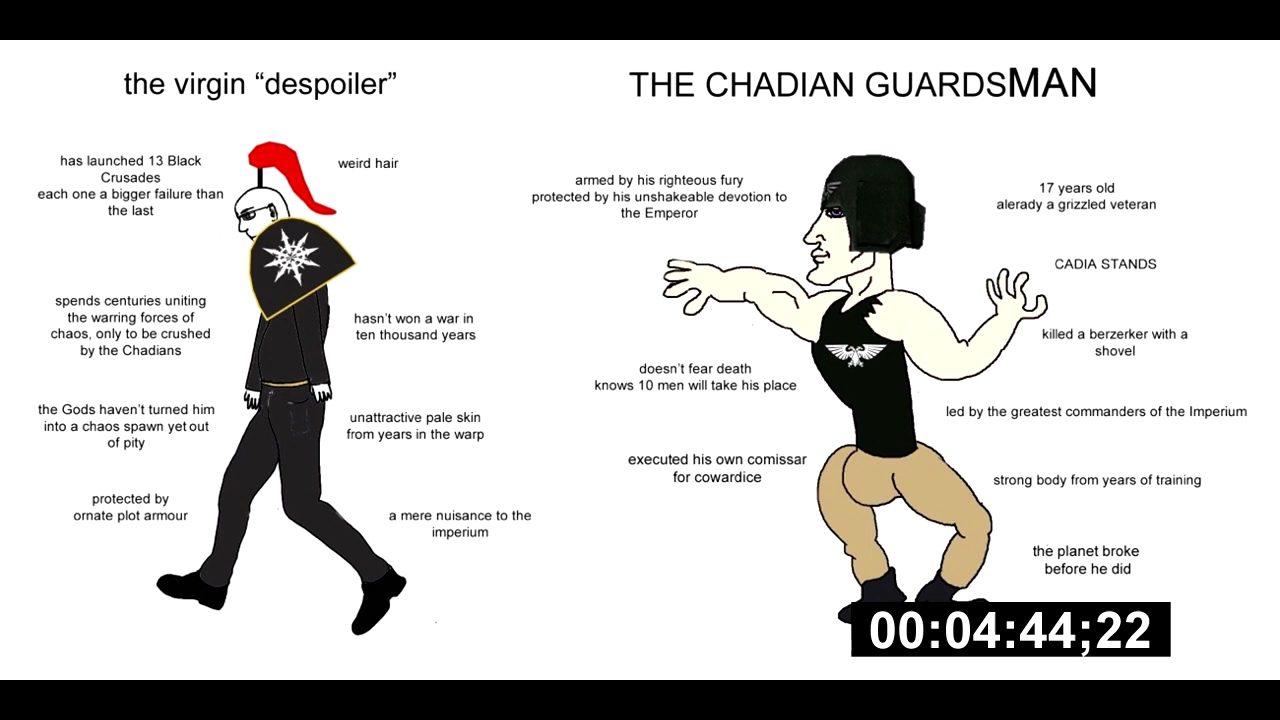 the virgin “despoiler”
THE CHADIAN GUARDSMAN
has launched 13 Black
Crusades
each one a bigger failure than
the last
weird hair
spends centuries uniting
the warring forces of
chaos, only to be crushed
by the Chadians
hasn’t won a war in
ten thousand years
the Gods haven’t turned him
into a chaos spawn yet out
of pity
unattractive pale skin
from years in the warp
protected by
ornate plot armour
a mere nuisance to the
imperium
armed by his righteous fury
protected by his unshakeable devotion to
the Emperor
17 years old
alerady a grizzled veteran
CADIA STANDS
killed a berzerker with a
shovel
doesn’t fear death
knows 10 men will take his place
led by the greatest commanders of the Imperium
executed his own comissar
for cowardice
strong body from years of training
the planet broke
before he did
00:04:44;22